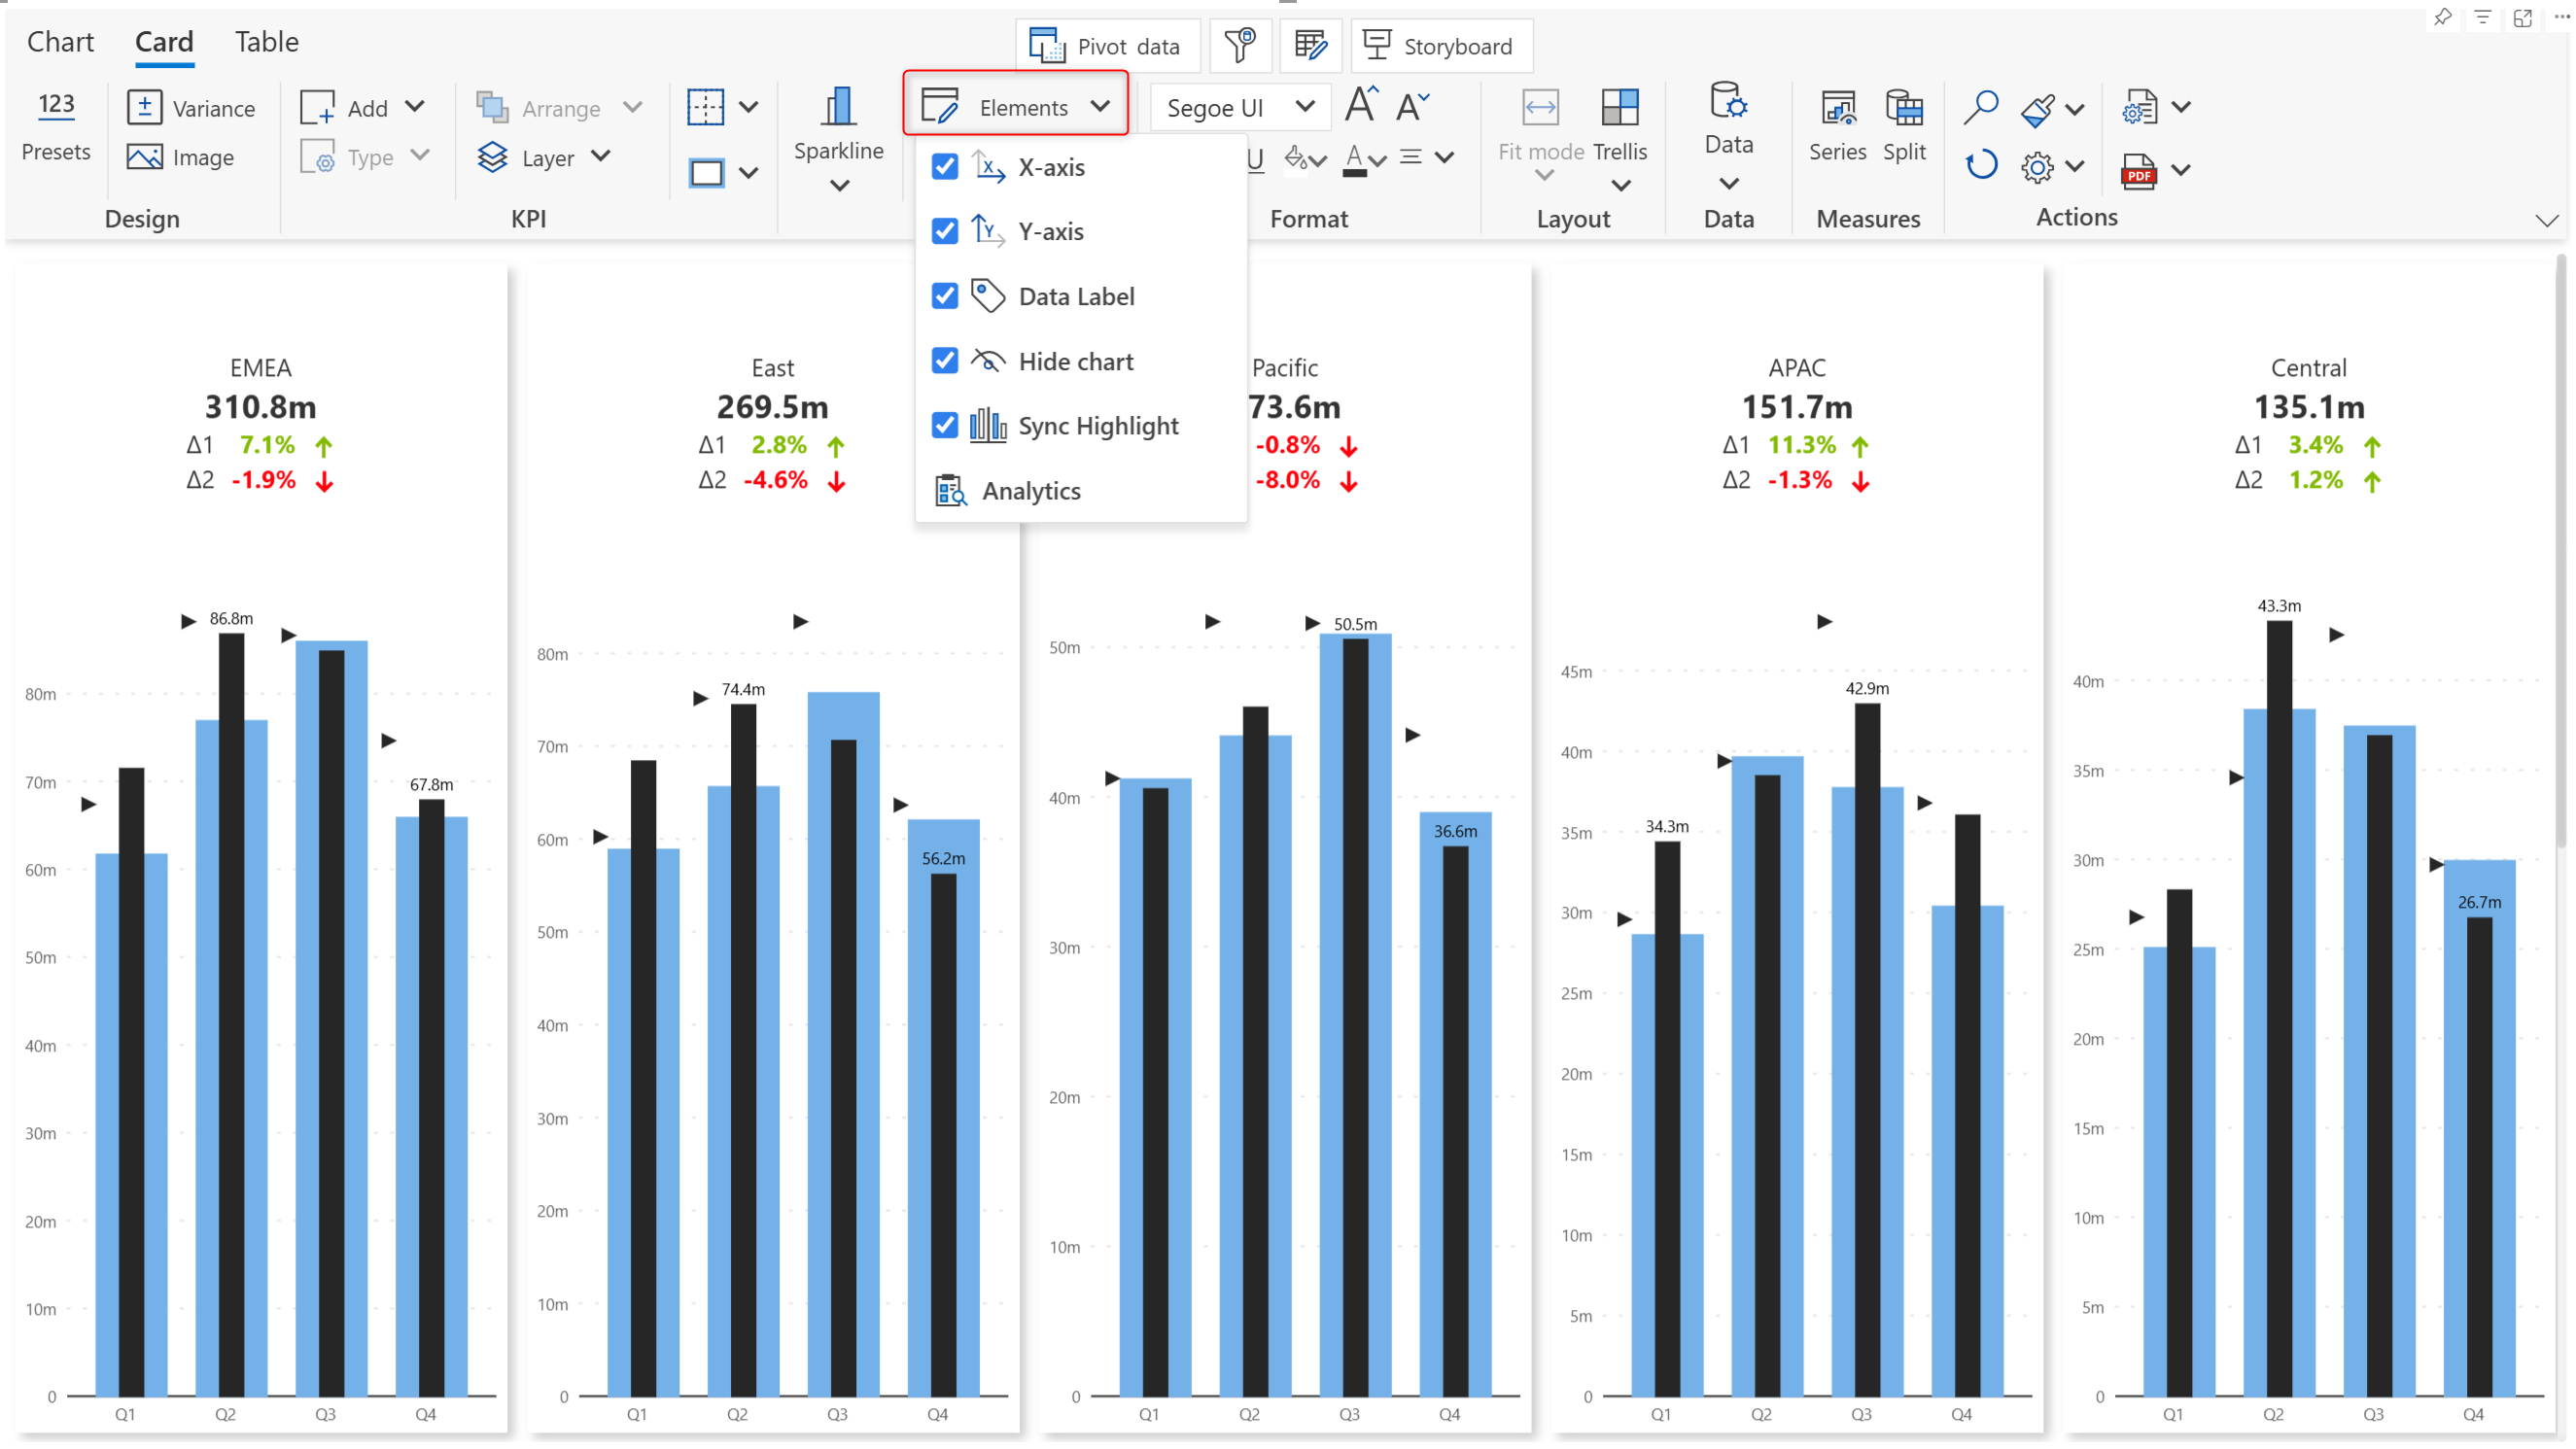 Chart Card Table
Pivot data Storyboard
123 Presets
Variance
Image
Design
Add
Type
Arrange
Layer
KPI
Sparkline
Elements
Segoe UI
A A
U A
Format
Fit mode Trellis
Layout
Data
Data
Series Split
Measures
PDF
Actions
X-axis
Y-axis
Data Label
Hide chart
Sync Highlight
Analytics
EMEA
310.8m
Δ1 7.1%
Δ2 -1.9%
86.8m
67.8m
80m
70m
60m
50m
40m
30m
20m
10m
0
Q1 Q2 Q3 Q4
East
269.5m
Δ1 2.8%
Δ2 -4.6%
74.4m
56.2m
80m
70m
60m
50m
40m
30m
20m
10m
0
Q1 Q2 Q3 Q4
Pacific
73.6m
-0.8%
-8.0%
50.5m
36.6m
50m
40m
30m
20m
10m
0
Q1 Q2 Q3 Q4
APAC
151.7m
Δ1 11.3%
Δ2 -1.3%
42.9m
34.3m
45m
40m
35m
30m
25m
20m
15m
10m
5m
0
Q1 Q2 Q3 Q4
Central
135.1m
Δ1 3.4%
Δ2 1.2%
43.3m
26.7m
40m
35m
30m
25m
20m
15m
10m
5m
0
Q1 Q2 Q3 Q4